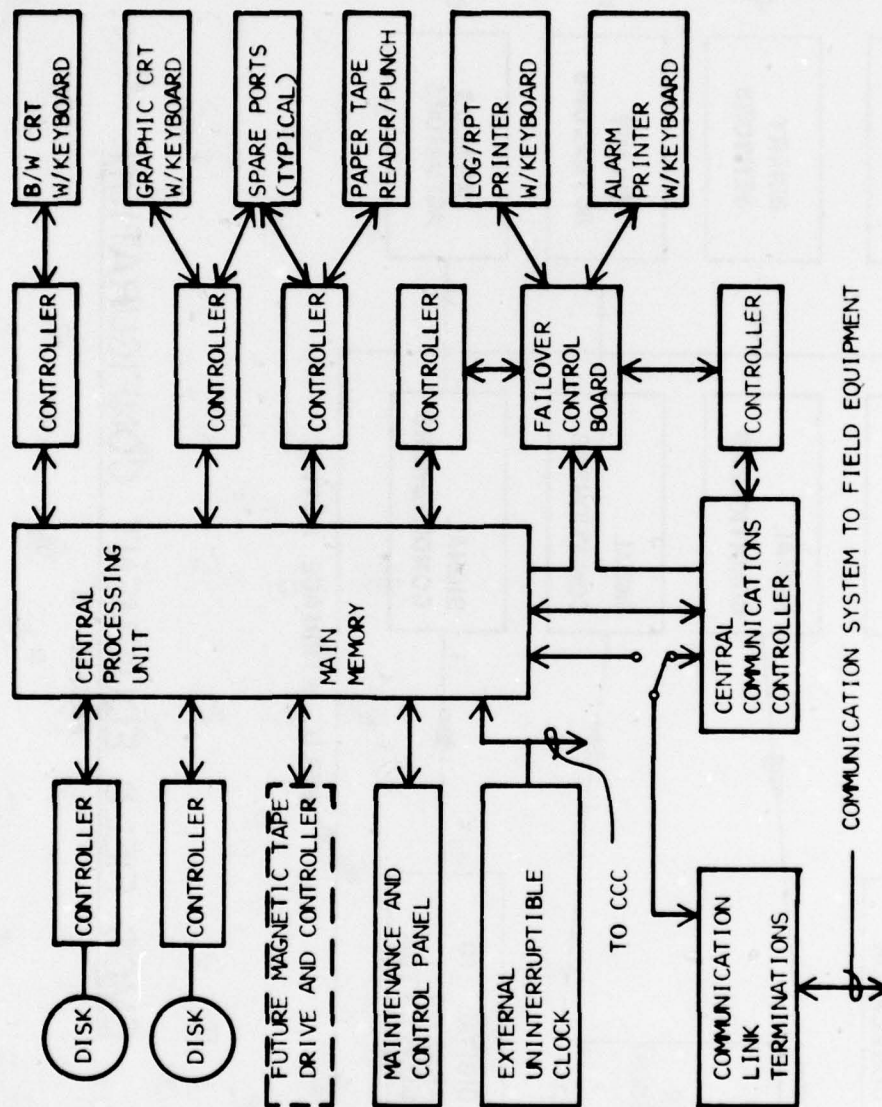 DISK
CONTROLLER
CENTRAL
PROCESSING
UNIT
CONTROLLER
B/W CRT
W/KEYBOARD
DISK
CONTROLLER
CONTROLLER
GRAPHIC CRT
W/KEYBOARD
FUTURE MAGNETIC TAPE
DRIVE AND CONTROLLER
MAIN
MEMORY
CONTROLLER
SPARE PORTS
(TYPICAL)
MAINTENANCE AND
CONTROL PANEL
CONTROLLER
PAPER TAPE
READER/PUNCH
EXTERNAL
UNINTERRUPTIBLE
CLOCK
FAILOVER
CONTROL
BOARD
LOG/RPT
PRINTER
W/KEYBOARD
TO CCC
ALARM
PRINTER
W/KEYBOARD
COMMUNICATION
LINK
TERMINATIONS
CENTRAL
COMMUNICATIONS
CONTROLLER
CONTROLLER
COMMUNICATION SYSTEM TO FIELD EQUIPMENT